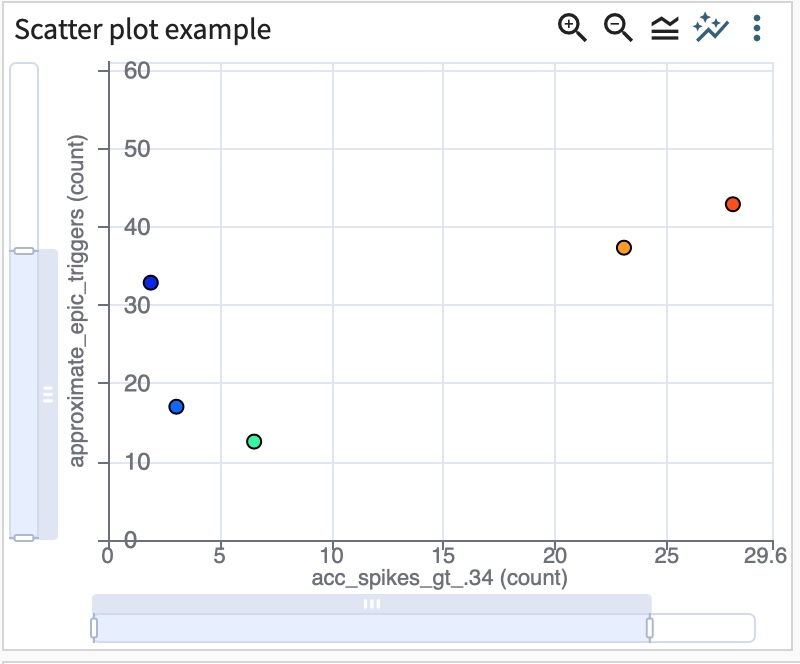 Scatter plot example
60
50
40
30
20
10
0
approximate_epic_triggers (count)
0 5 10 15 20 25 29.6
acc_spikes_gt_.34 (count)